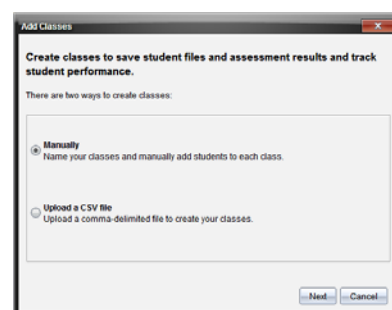 Add Classes
Create classes to save student files and assessment results and track
student performance.
There are two ways to create classes:
Manually
Name your classes and manually add students to each class.
Upload a CSV file
Upload a comma-delimited file to create your classes.
Next Cancel